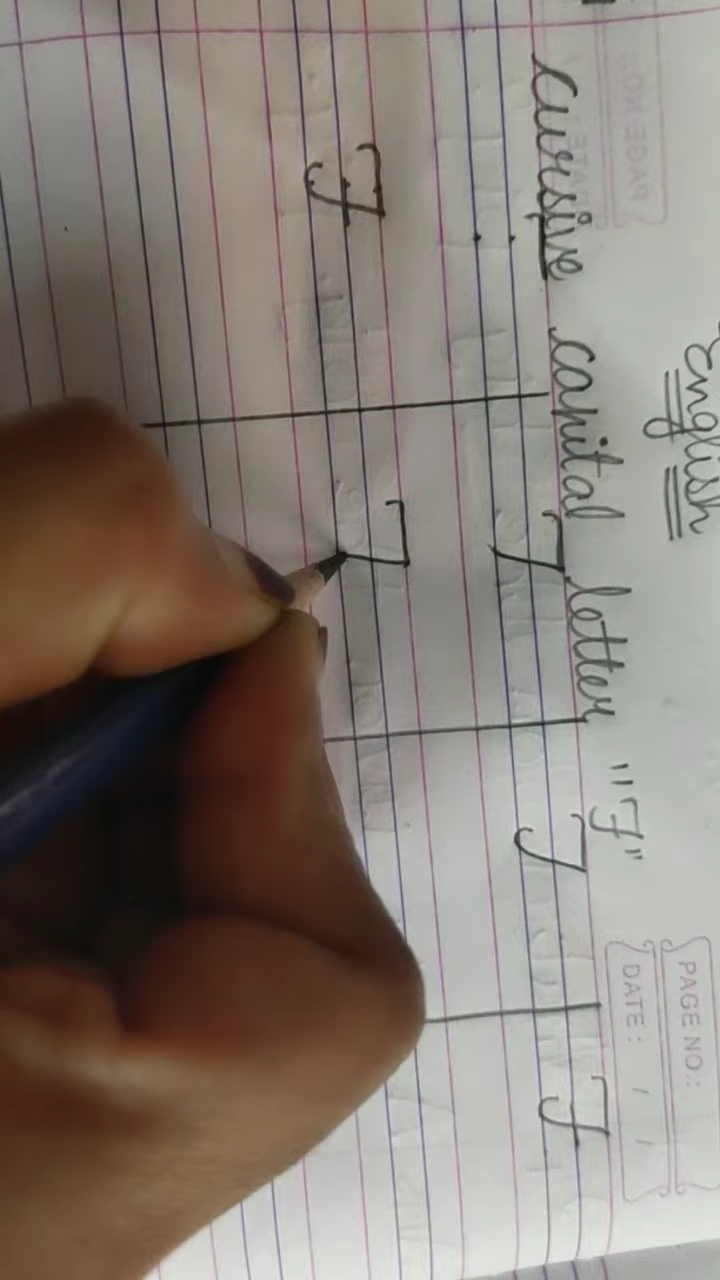 English
PAGE NO.:
DATE: / /
cursive capital letter "F"
F
F